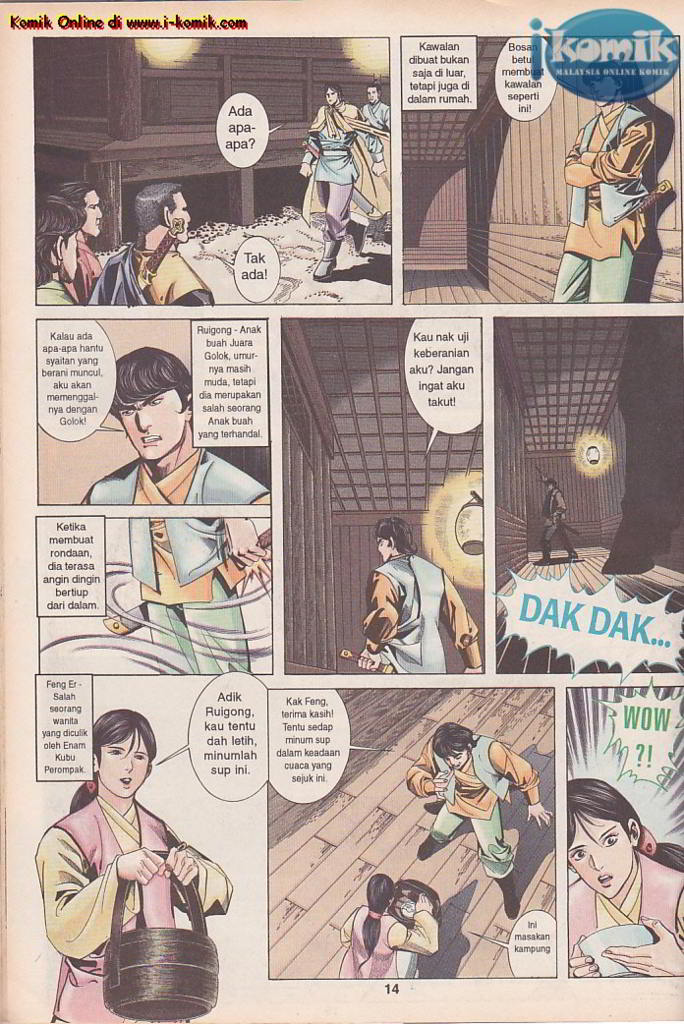 Komik Online di www.i-komik.com
ikomik
MALAYSIA ONLINE KOMIK
Ada
apa-
apa?
Tak
ada!
Kawalan
dibuat bukan
saja di luar,
tetapi juga di
dalam rumah.
Bosan
betu
membuat
kawalan
seperti
ini!
Kalau ada
apa-apa hantu
syaitan yang
berani muncul,
aku akan
memenggal-
nya dengan
Golok!
Ruigong - Anak
buah Juara
Golok, umur-
nya masih
muda, tetapi
dia merupakan
salah seorang
Anak buah
yang terhandal.
Ketika
membuat
rondaan,
dia terasa
angin dingin
bertiup
dari dalam.
Kau nak uji
keberanian
aku? Jangan
ingat aku
takut!
DAK DAK...
Feng Er -
Salah
seorang
wanita
yang diculik
oleh Enam
Kubu
Perompak.
Adik
Ruigong,
kau tentu
dah letih,
minumlah
sup ini.
Kak Feng,
terima kasih!
Tentu sedap
minum sup
dalam keadaan
cuaca yang
sejuk ini.
Ini
masakan
kampung
WOW
?!
14